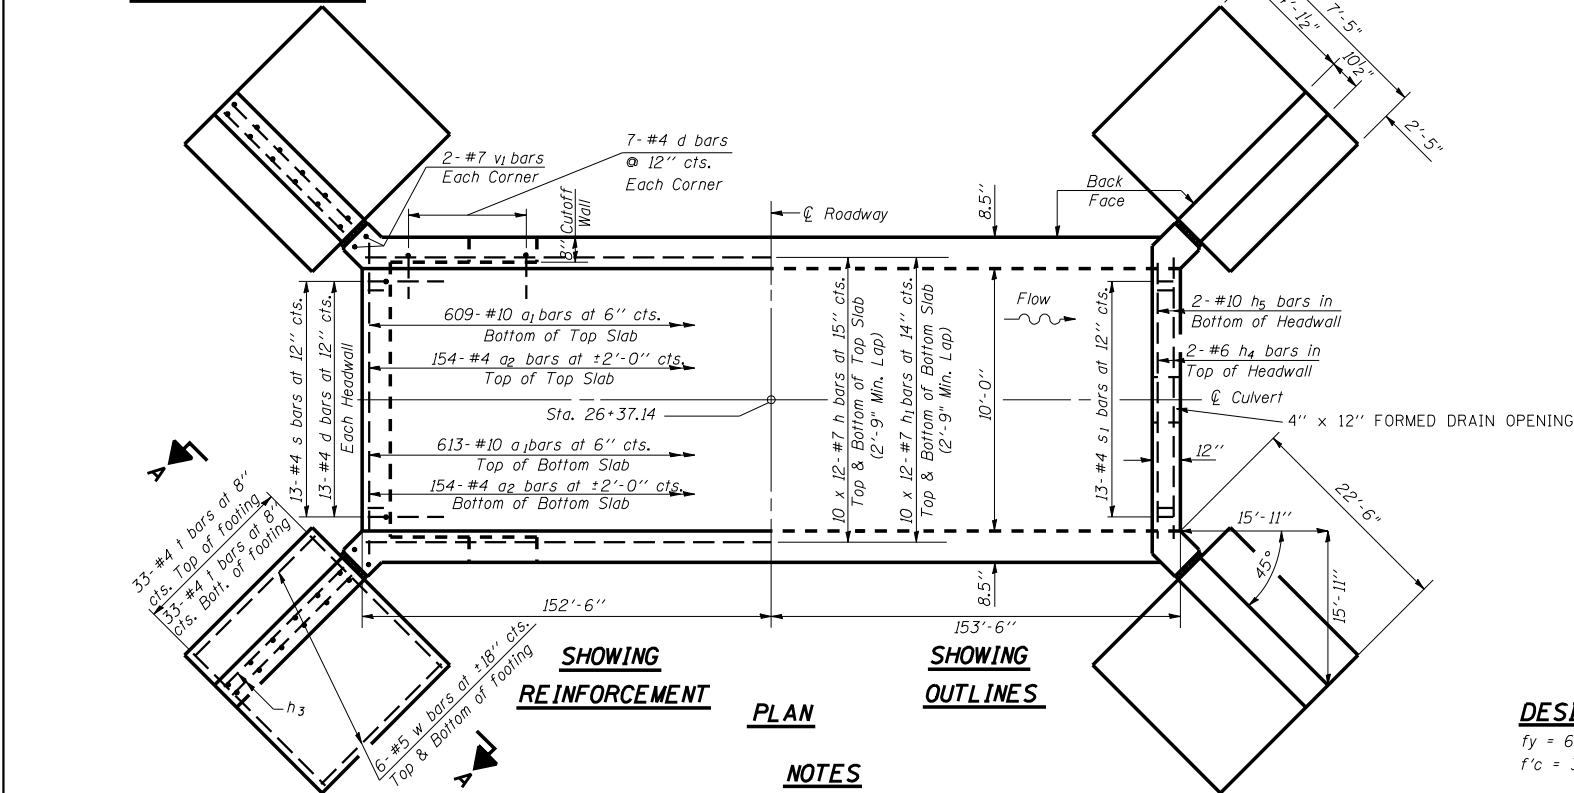 7'-5"
10½"
2'-5"
2- #7 v1 bars
Each Corner
7- #4 d bars
@ 12" cts.
Each Corner
8" Cutoff
Wall
℄ Roadway
8.5"
Back
Face
609- #10 a1 bars at 6" cts.
Bottom of Top Slab
154- #4 a2 bars at ±2'-0" cts.
Top of Top Slab
Sta. 26+37.14
613- #10 a1 bars at 6" cts.
Top of Bottom Slab
154- #4 a2 bars at ±2'-0" cts.
Bottom of Bottom Slab
13- #4 s bars at 12" cts.
13- #4 d bars at 12" cts.
Each Headwall
10 x 12- #7 h bars at 15" cts.
Top & Bottom of Top Slab
(2'-9" Min. Lap)
10 x 12- #7 h1 bars at 14" cts.
Top & Bottom of Bottom Slab
(2'-9" Min. Lap)
10'-0"
Flow
13- #4 s1 bars at 12" cts.
2- #10 h5 bars in
Bottom of Headwall
2- #6 h4 bars in
Top of Headwall
℄ Culvert
4" x 12" FORMED DRAIN OPENING
12"
A
33- #4 t bars at 8"
cts. Top of footing
33- #4 t bars at 8"
cts. Bott. of footing
h3
6- #5 w bars at ±18" cts.
Top & Bottom of footing
A
152'-6"
153'-6"
8.5"
15'-11"
45°
15'-11"
22'-6"
SHOWING
REINFORCEMENT
SHOWING
OUTLINES
PLAN
NOTES
DESI
fy = 6
f'c = 3